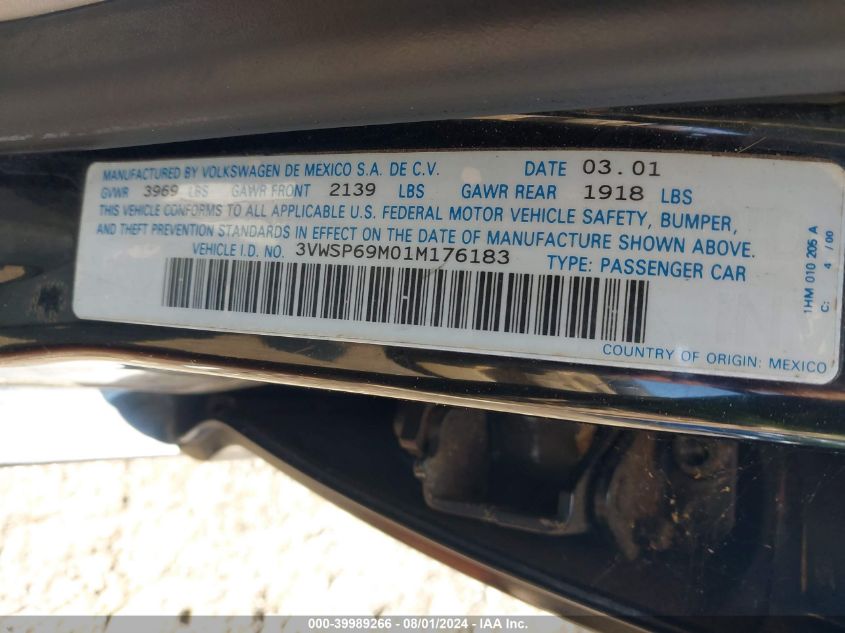 MANUFACTURED BY VOLKSWAGEN DE MEXICO S.A. DE C.V. DATE 03.01
GVWR 3969 LBS GAWR FRONT 2139 LBS GAWR REAR 1918 LBS
THIS VEHICLE CONFORMS TO ALL APPLICABLE U.S. FEDERAL MOTOR VEHICLE SAFETY, BUMPER,
AND THEFT PREVENTION STANDARDS IN EFFECT ON THE DATE OF MANUFACTURE SHOWN ABOVE.
VEHICLE I.D. NO. 3VWSP69M01M176183 TYPE: PASSENGER CAR
COUNTRY OF ORIGIN: MEXICO
1HM 010 205 A
C: 4/00
000-39989266 - 08/01/2024 - IAA Inc.